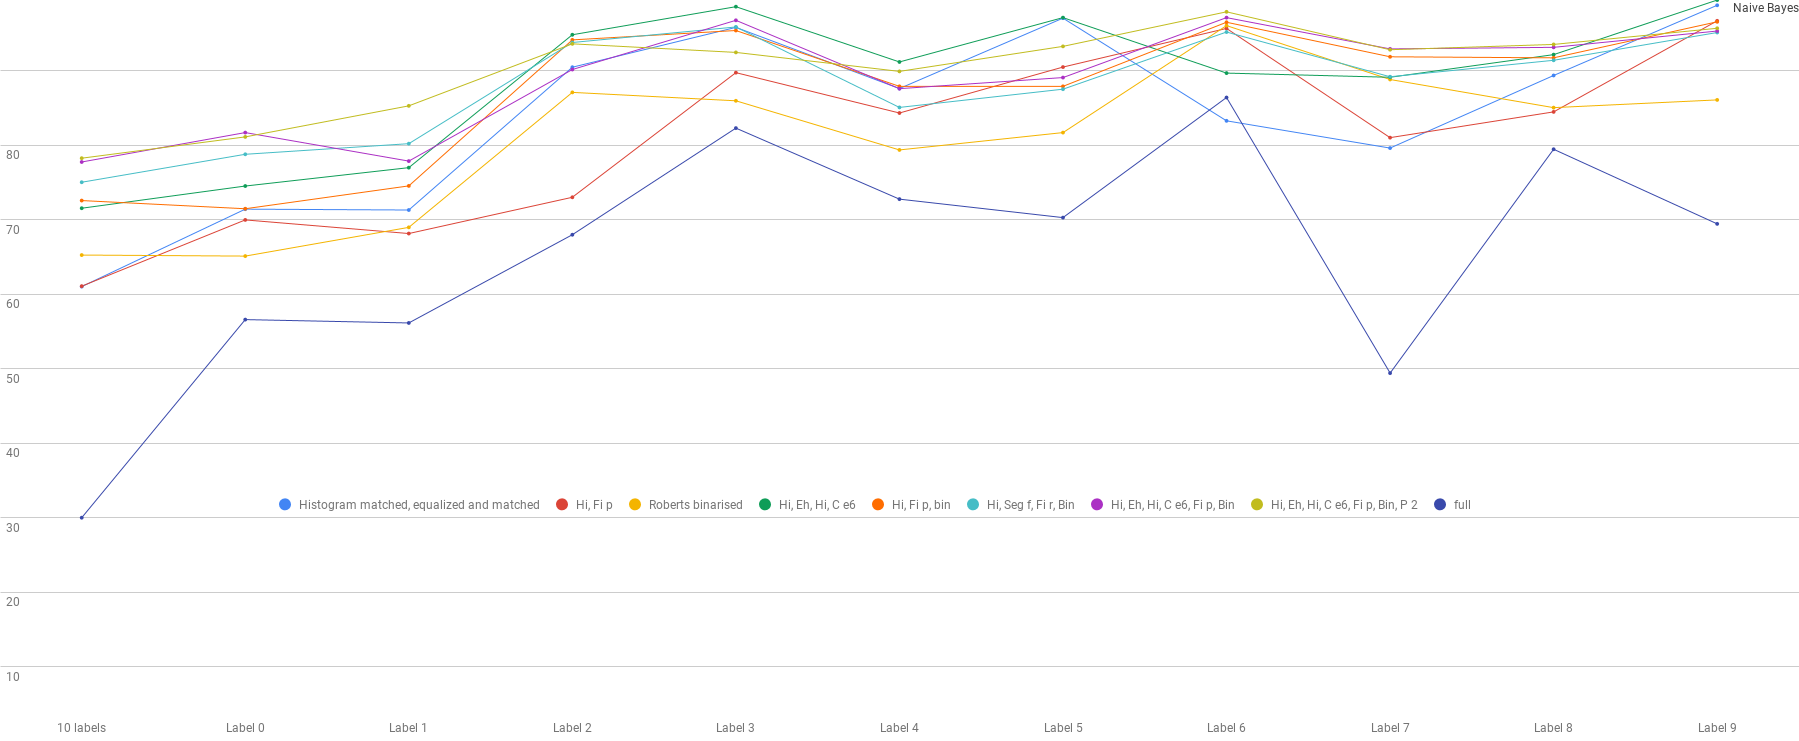 Naive Bayes
80
70
60
50
40
Histogram matched, equalized and matched Hi, Fi p Roberts binarised Hi, Eh, Hi, C e6 Hi, Fi p, bin Hi, Seg f, Fi r, Bin Hi, Eh, Hi, C e6, Fi p, Bin Hi, Eh, Hi, C e6, Fi p, Bin, P 2 full
30
20
10
10 labels Label 0 Label 1 Label 2 Label 3 Label 4 Label 5 Label 6 Label 7 Label 8 Label 9